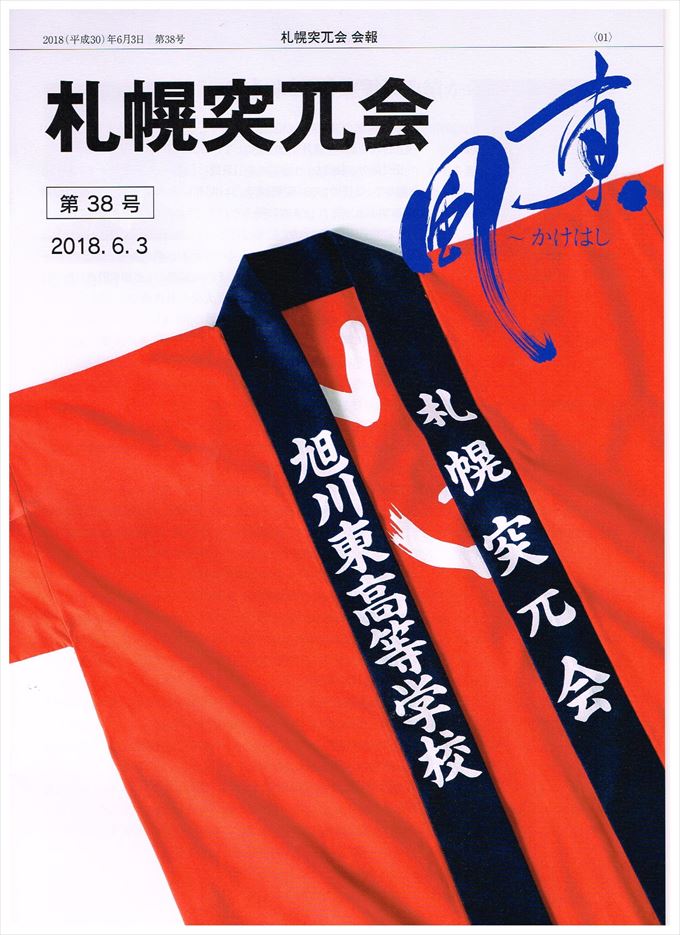 2018（平成30）年6月3日　第38号
札幌突兀会 会報
〈01〉
札幌突兀会
東風
～かけはし
第 38 号
2018. 6. 3
札幌突兀会
旭川東高等学校